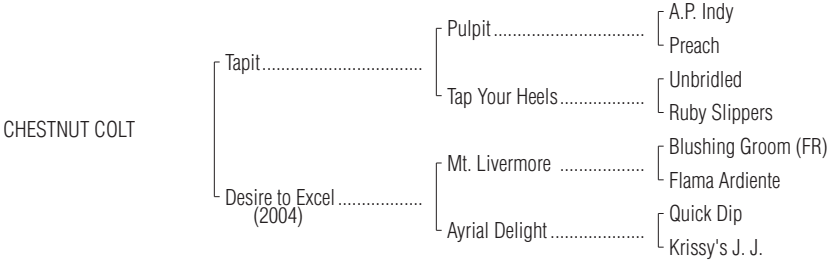 A.P. Indy
Pulpit................................
Preach
Tapit..................................
Unbridled
Tap Your Heels..................
Ruby Slippers
CHESTNUT COLT
Blushing Groom (FR)
Mt. Livermore ..................
Flama Ardiente
Desire to Excel..................
(2004)
Quick Dip
Ayrial Delight....................
Krissy's J. J.